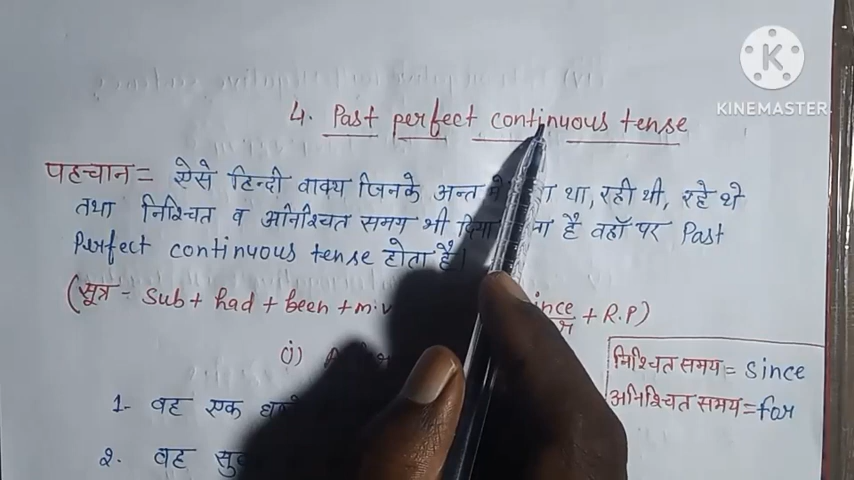 KINEMASTER
4. Past perfect continuous tense
पहचान = ऐसे हिन्दी वाक्य जिनके अन्त में था, रही थी, रहे थे
तथा निश्चित व अनिश्चित समय भी दिया है वहाँ पर Past
Perfect continuous tense होता है।
(सूत्र = sub + had + been + m.v + R.P)
(i)
निश्चित समय = since
अनिश्चित समय = for
1- वह एक
2. वह